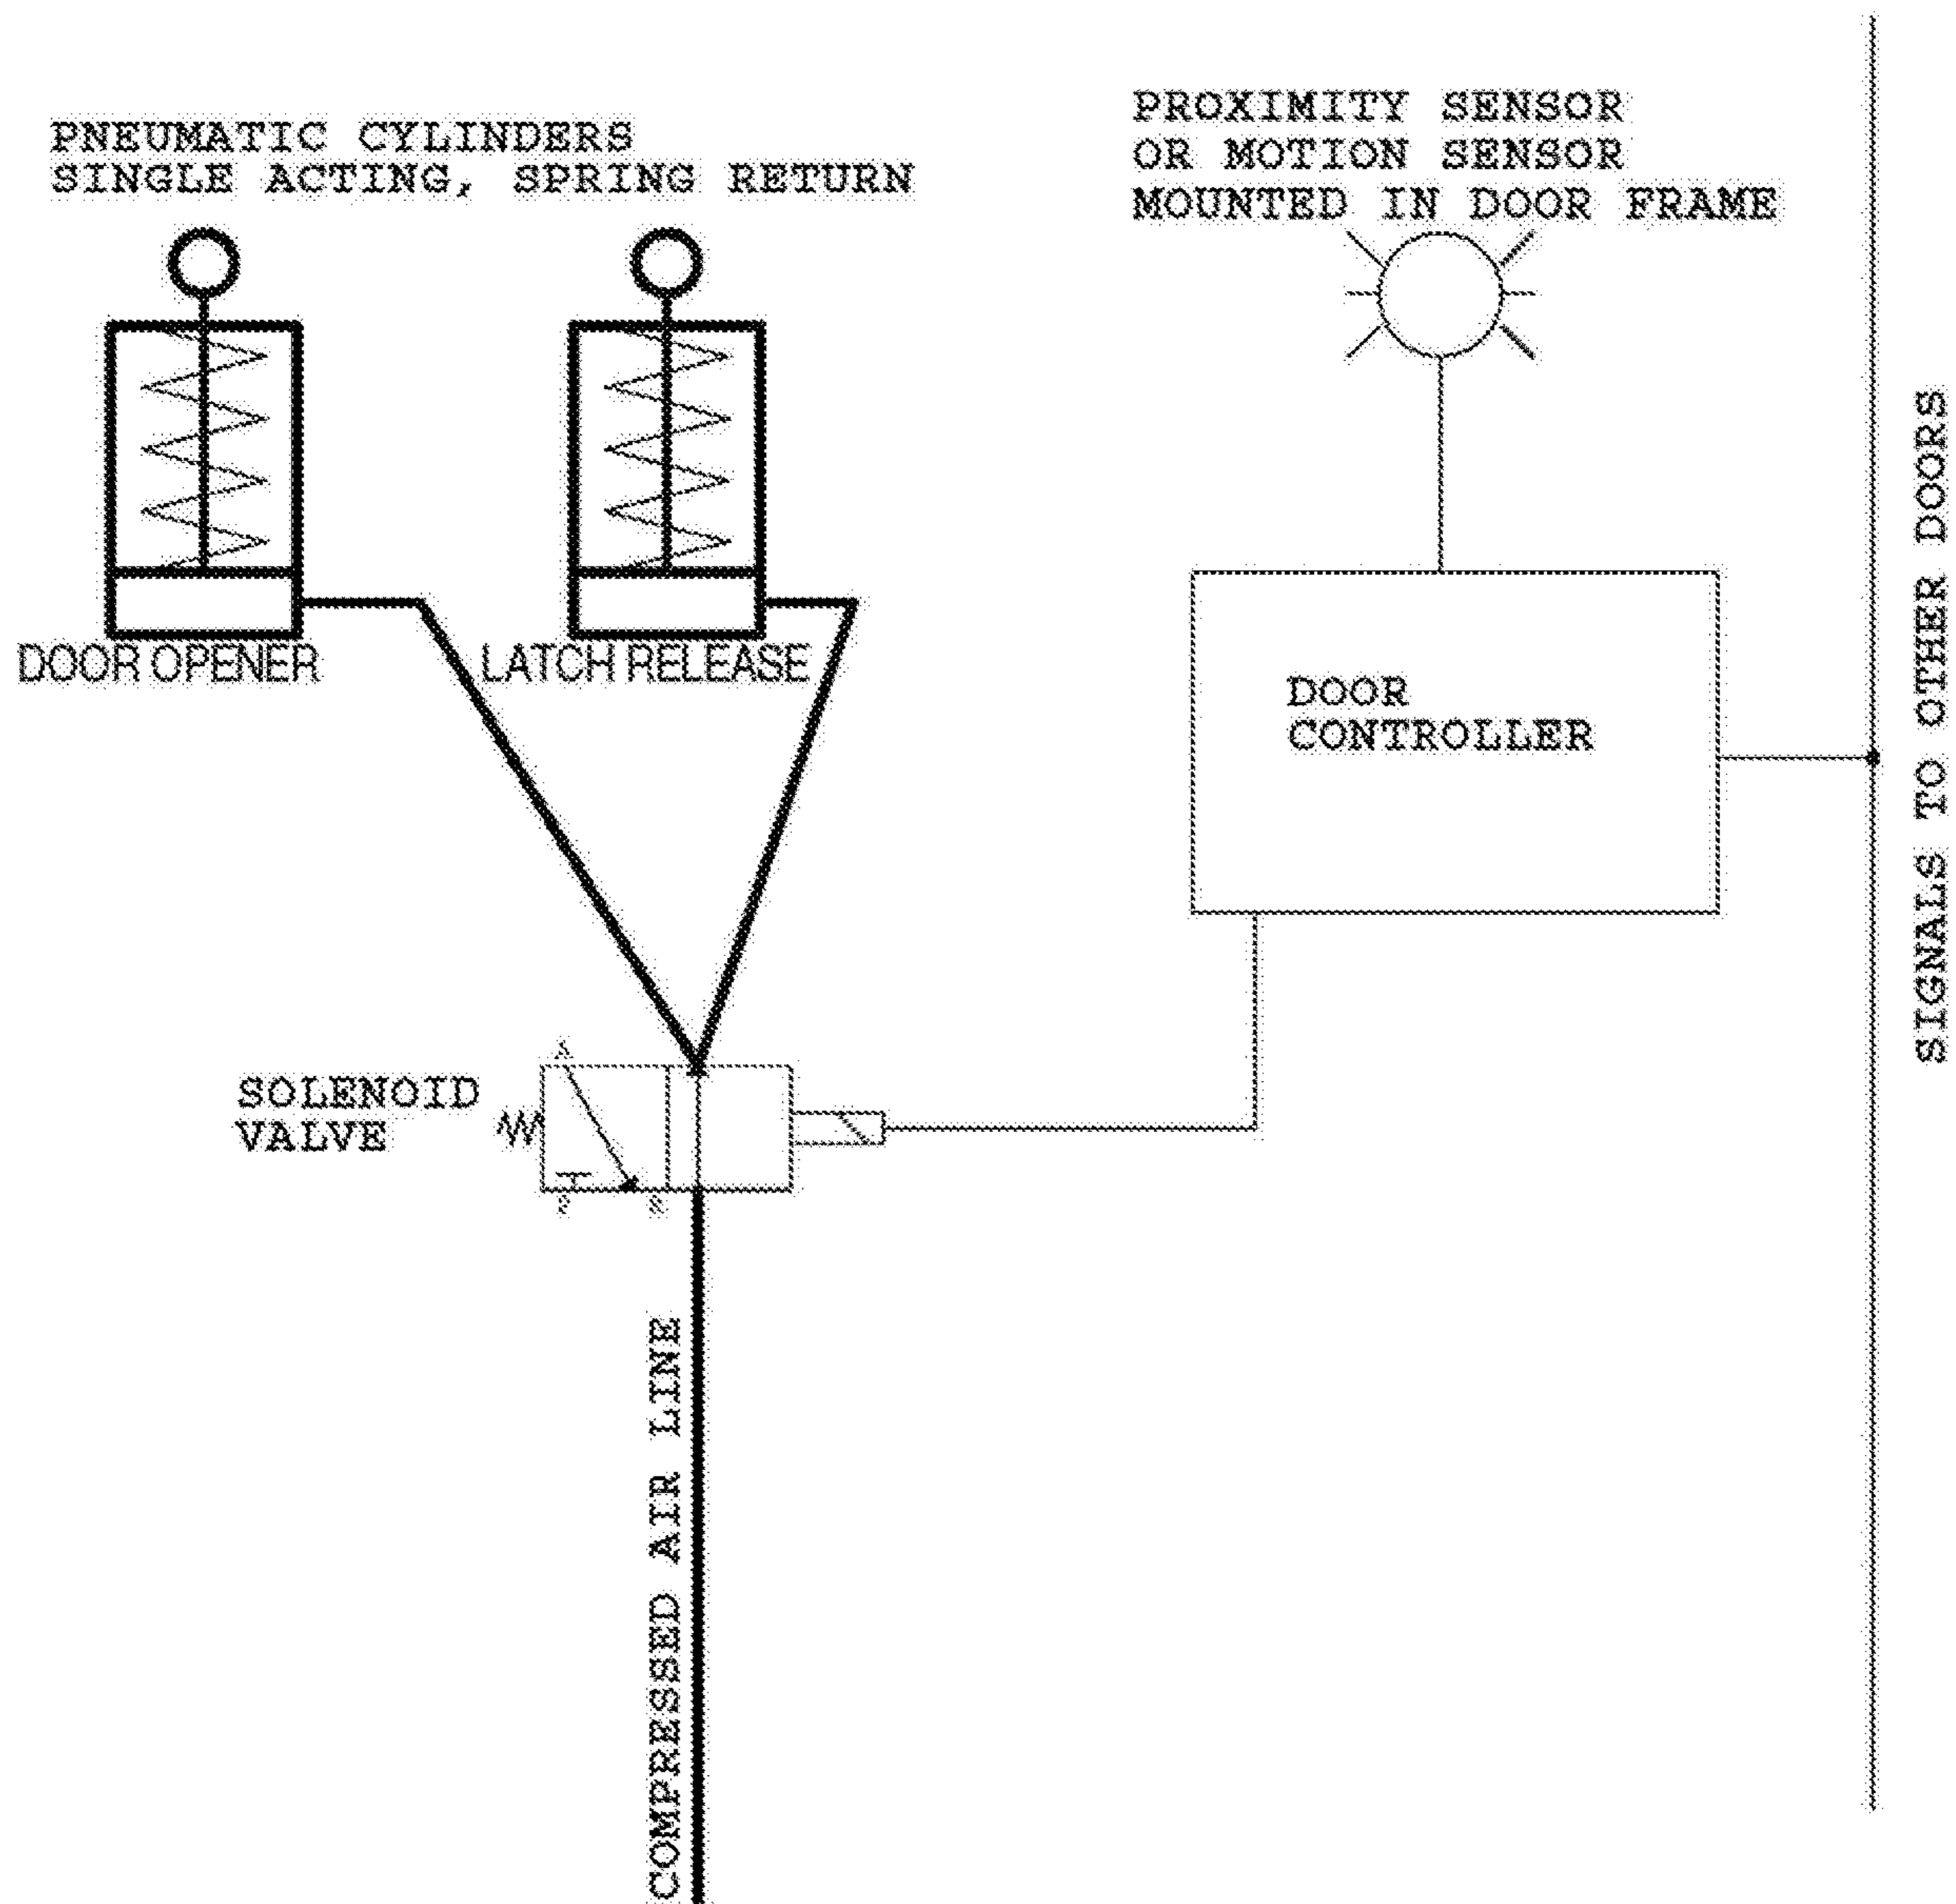 PNEUMATIC CYLINDERS
SINGLE ACTING, SPRING RETURN
PROXIMITY SENSOR
OR MOTION SENSOR
MOUNTED IN DOOR FRAME
DOOR OPENER
LATCH RELEASE
DOOR
CONTROLLER
SIGNALS TO OTHER DOORS
SOLENOID
VALVE
A
P
COMPRESSED AIR LINE